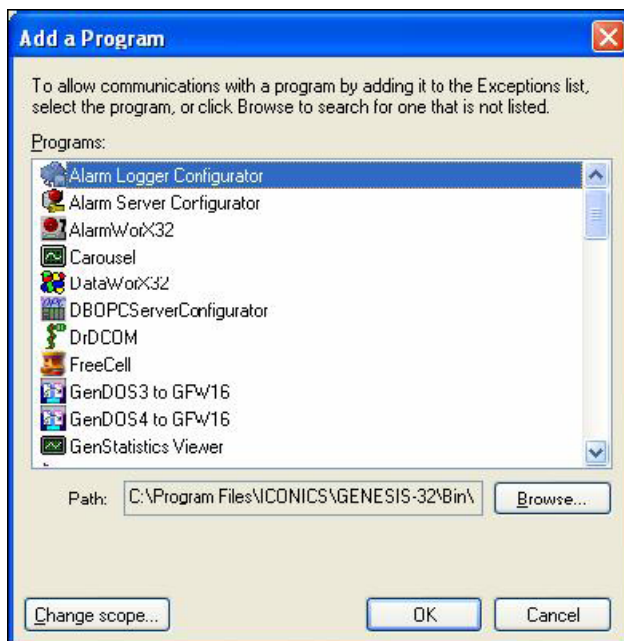 Add a Program
To allow communications with a program by adding it to the Exceptions list,
select the program, or click Browse to search for one that is not listed.
Programs:
Alarm Logger Configurator
Alarm Server Configurator
AlarmWorX32
Carousel
DataWorX32
DBOPCServerConfigurator
DrDCOM
FreeCell
GenDOS3 to GFW16
GenDOS4 to GFW16
GenStatistics Viewer
Path: C:\Program Files\ICONICS\GENESIS-32\Bin\ Browse...
Change scope... OK Cancel